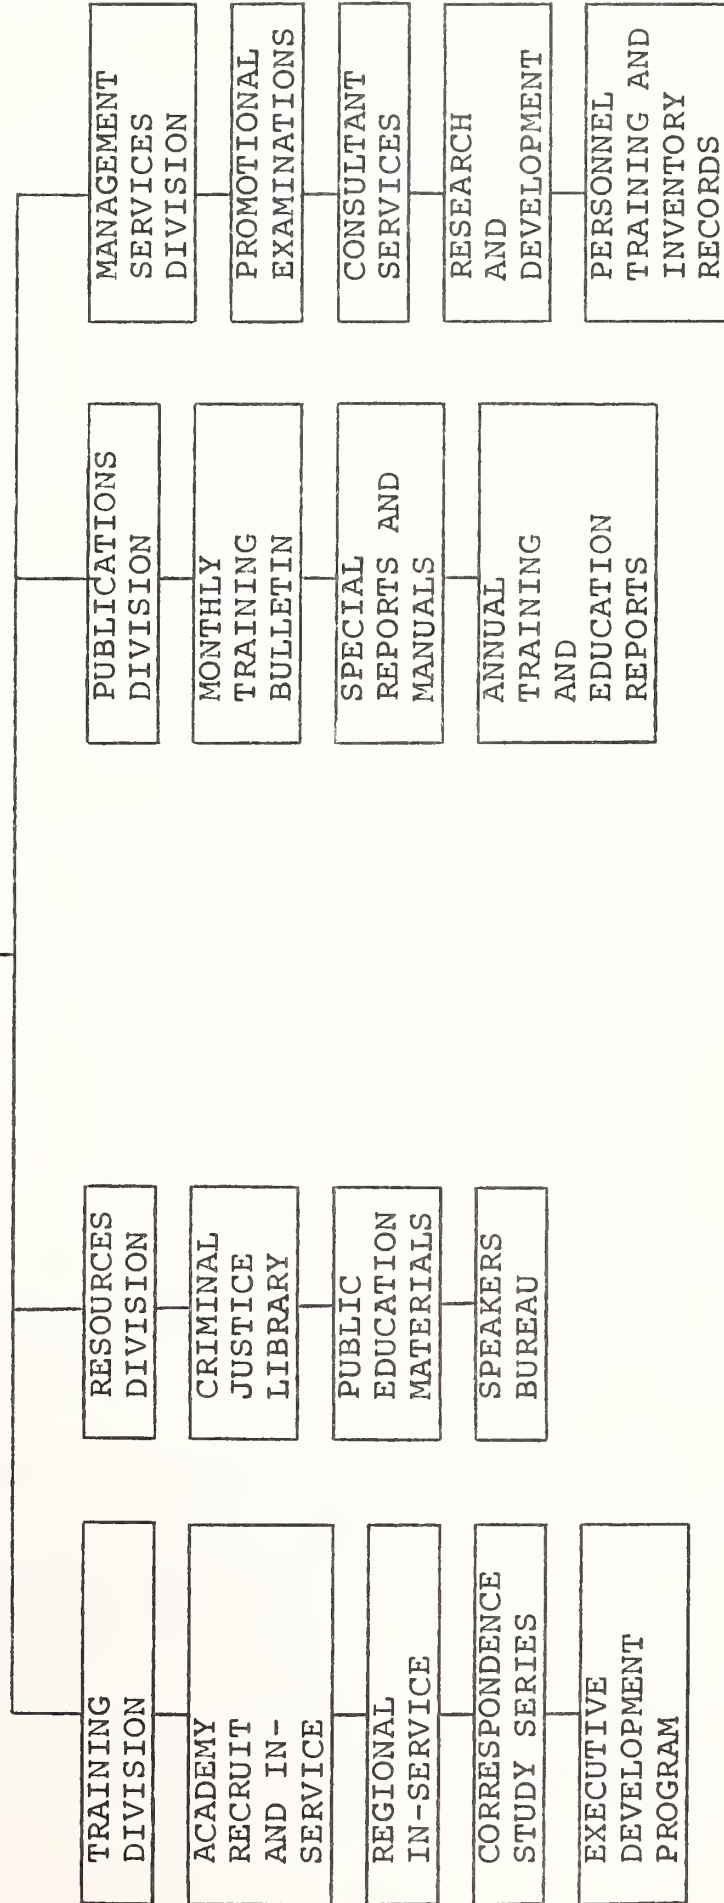 TRAINING
DIVISION
ACADEMY
RECRUIT
AND IN-
SERVICE
REGIONAL
IN-SERVICE
CORRESPONDENCE
STUDY SERIES
EXECUTIVE
DEVELOPMENT
PROGRAM
RESOURCES
DIVISION
CRIMINAL
JUSTICE
LIBRARY
PUBLIC
EDUCATION
MATERIALS
SPEAKERS
BUREAU
PUBLICATIONS
DIVISION
MONTHLY
TRAINING
BULLETIN
SPECIAL
REPORTS AND
MANUALS
ANNUAL
TRAINING
AND
EDUCATION
REPORTS
MANAGEMENT
SERVICES
DIVISION
PROMOTIONAL
EXAMINATIONS
CONSULTANT
SERVICES
RESEARCH
AND
DEVELOPMENT
PERSONNEL
TRAINING AND
INVENTORY
RECORDS